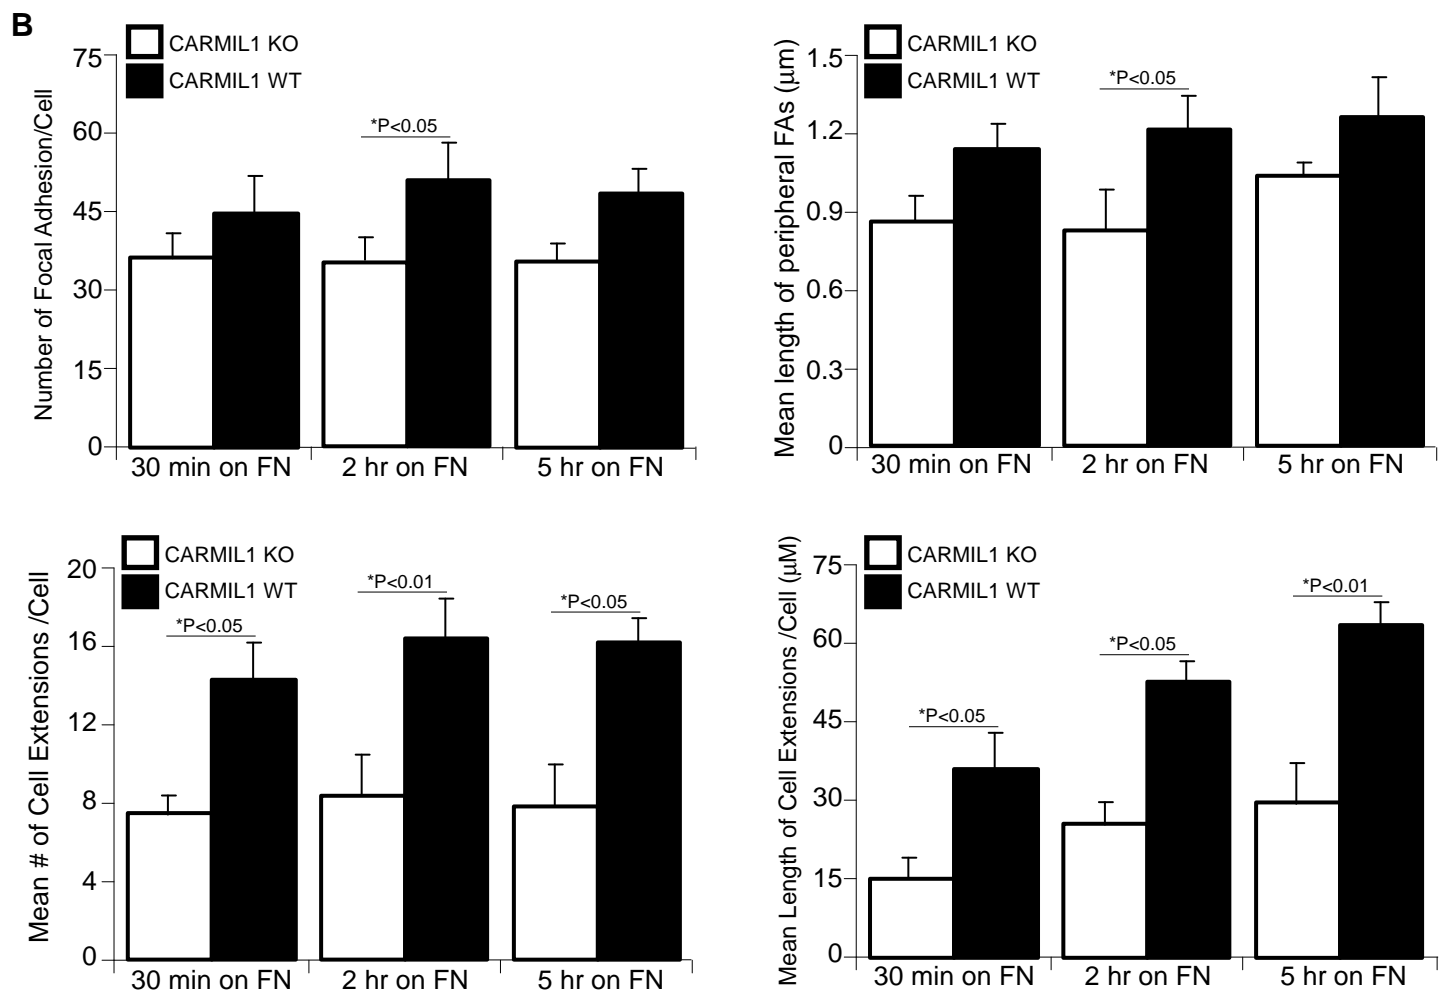 B
CARMIL1 KO
CARMIL1 WT
Number of Focal Adhesion/Cell
75
60
45
30
15
0
*P<0.05
30 min on FN
2 hr on FN
5 hr on FN
CARMIL1 KO
CARMIL1 WT
Mean length of peripheral FAs (μm)
1.5
1.2
0.9
0.6
0.3
0
*P<0.05
30 min on FN
2 hr on FN
5 hr on FN
CARMIL1 KO
CARMIL1 WT
Mean # of Cell Extensions /Cell
20
16
12
8
4
0
*P<0.05
*P<0.01
*P<0.05
30 min on FN
2 hr on FN
5 hr on FN
CARMIL1 KO
CARMIL1 WT
Mean Length of Cell Extensions /Cell (μM)
75
60
45
30
15
0
*P<0.05
*P<0.05
*P<0.01
30 min on FN
2 hr on FN
5 hr on FN